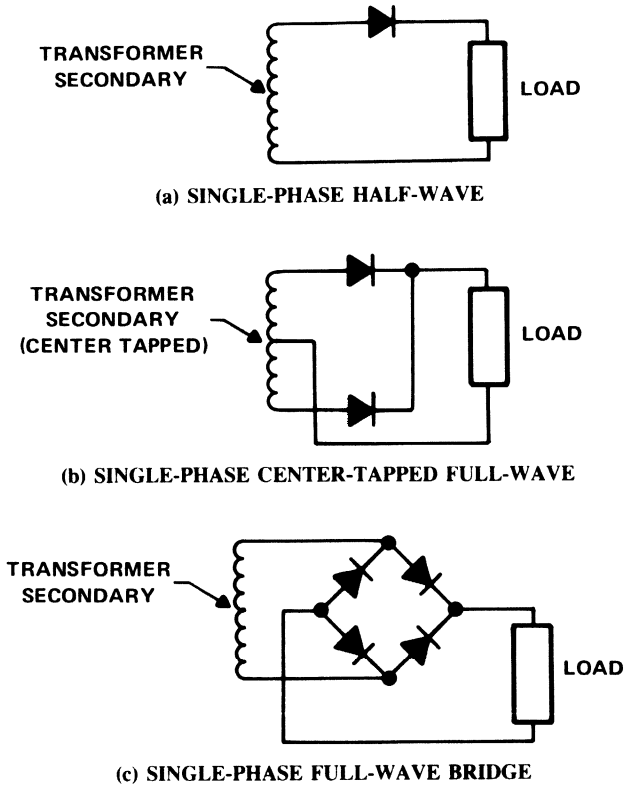 TRANSFORMER
SECONDARY
LOAD
(a) SINGLE-PHASE HALF-WAVE
TRANSFORMER
SECONDARY
(CENTER TAPPED)
LOAD
(b) SINGLE-PHASE CENTER-TAPPED FULL-WAVE
TRANSFORMER
SECONDARY
LOAD
(c) SINGLE-PHASE FULL-WAVE BRIDGE